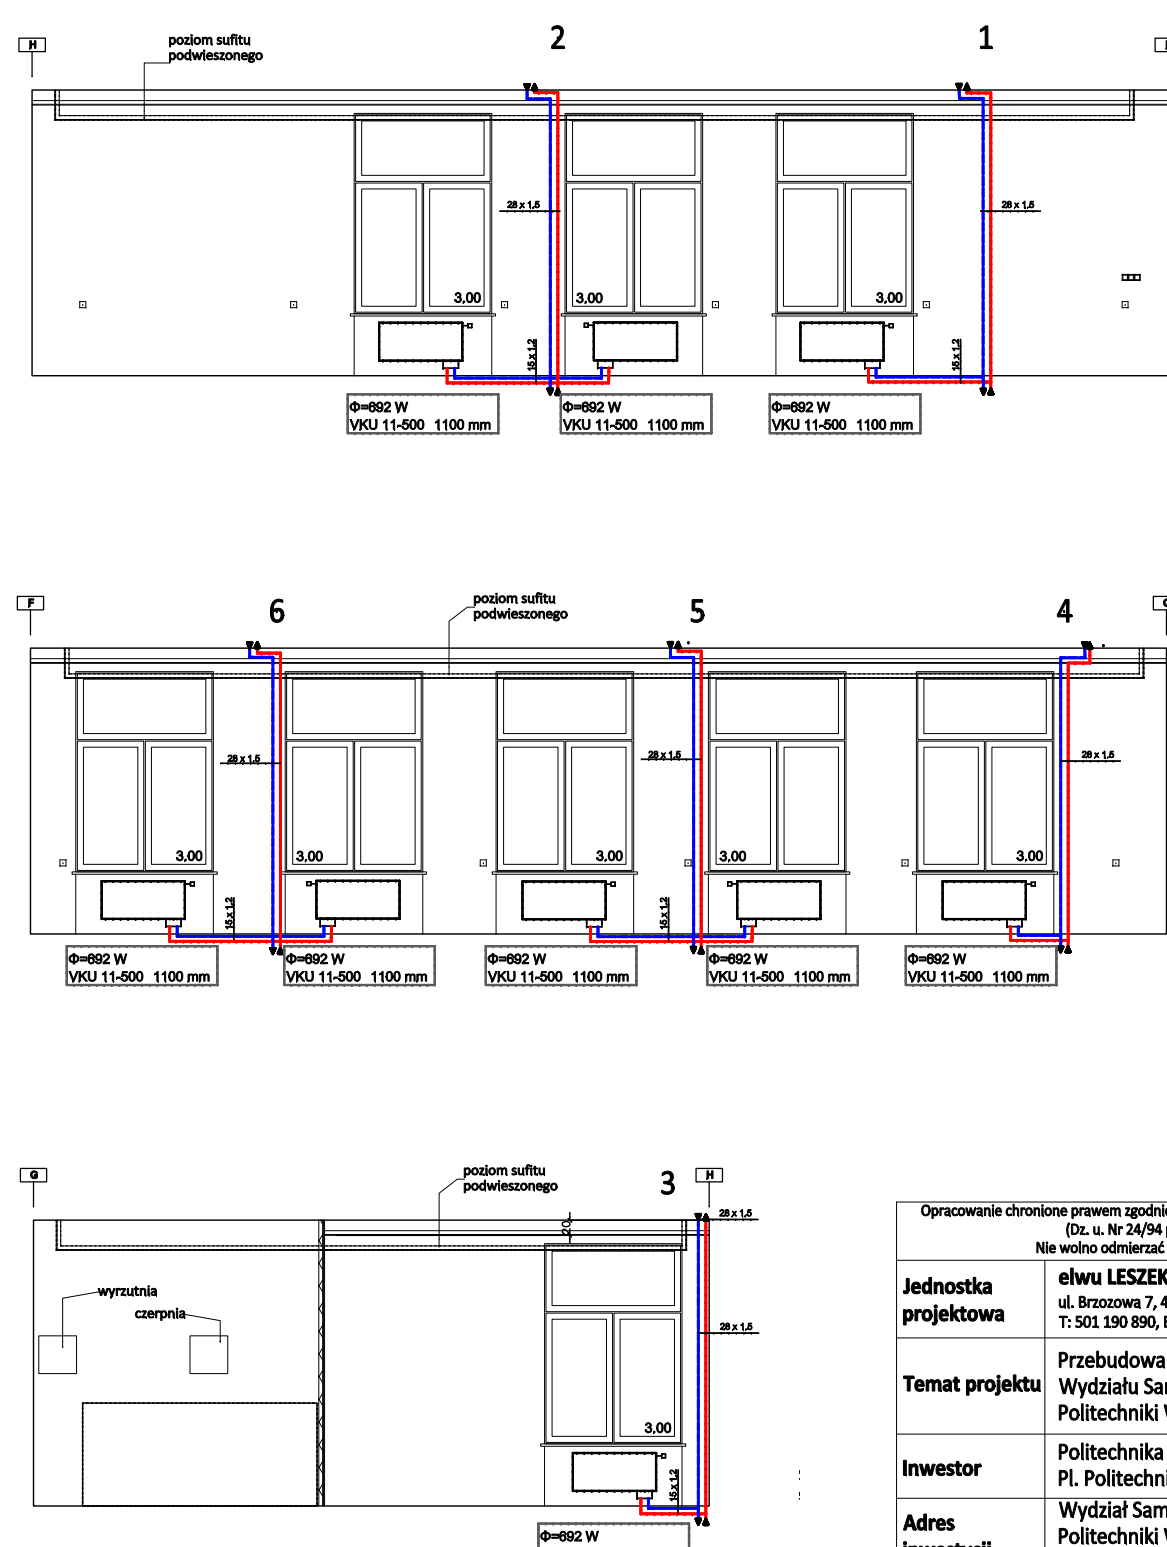 H
poziom sufitu
podwieszonego
2
1
28 x 1,5
28 x 1,5
3,00
3,00
3,00
15 x 1,2
15 x 1,2
Φ=692 W
VKU 11-500 1100 mm
Φ=692 W
VKU 11-500 1100 mm
Φ=692 W
VKU 11-500 1100 mm
F
6
poziom sufitu
podwieszonego
5
4
28 x 1,5
28 x 1,5
28 x 1,5
3,00
3,00
3,00
3,00
3,00
15 x 1,2
15 x 1,2
Φ=692 W
VKU 11-500 1100 mm
Φ=692 W
VKU 11-500 1100 mm
Φ=692 W
VKU 11-500 1100 mm
Φ=692 W
VKU 11-500 1100 mm
Φ=692 W
VKU 11-500 1100 mm
G
poziom sufitu
podwieszonego
3
H
20
28 x 1,5
wyrzutnia
czerpnia
28 x 1,5
3,00
15 x 1,2
Φ=692 W
Opracowanie chronione prawem
(Dz. u. Nr 24/94
Nie wolno odmierzać
Jednostka
projektowa
elwu LESZEK
ul. Brzozowa 7,
T: 501 190 890,
Temat projektu
Przebudowa
Wydziału
Politechniki
Inwestor
Politechnika
Pl.
Adres
Wydział
Politechniki